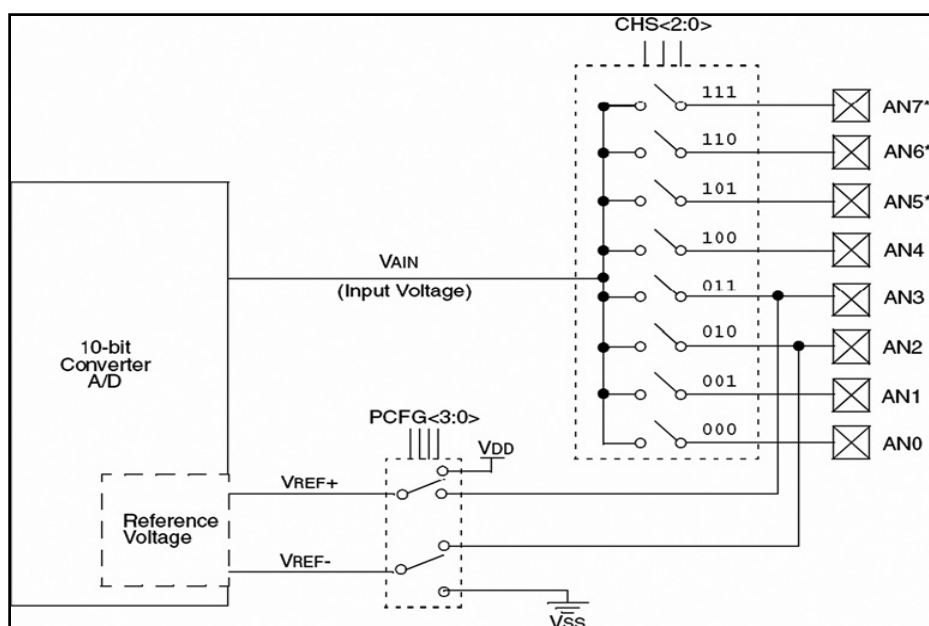 CHS<2:0>
111
AN7*
110
AN6*
101
AN5*
100
AN4
VAIN
(Input Voltage)
011
AN3
010
AN2
10-bit
Converter
A/D
001
AN1
PCFG<3:0>
000
AN0
VDD
VREF+
Reference
Voltage
VREF-
VSS